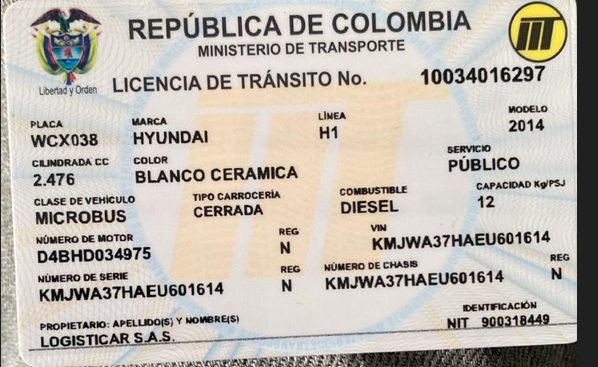 REPÚBLICA DE COLOMBIA
MINISTERIO DE TRANSPORTE
Libertad y Orden
LICENCIA DE TRÁNSITO No. 10034016297
PLACA MARCA LÍNEA MODELO
WCX038 HYUNDAI H1 2014
CILINDRADA CC COLOR SERVICIO
2.476 BLANCO CERAMICA PÚBLICO
CLASE DE VEHÍCULO TIPO CARROCERÍA COMBUSTIBLE CAPACIDAD Kg/PSJ
MICROBUS CERRADA DIESEL 12
NÚMERO DE MOTOR REG VIN
D4BHD034975 N KMJWA37HAEU601614
NÚMERO DE SERIE REG NÚMERO DE CHASIS REG
KMJWA37HAEU601614 N KMJWA37HAEU601614 N
PROPIETARIO: APELLIDO(S) Y NOMBRE(S) IDENTIFICACIÓN
LOGISTICAR S.A.S. NIT 900318449